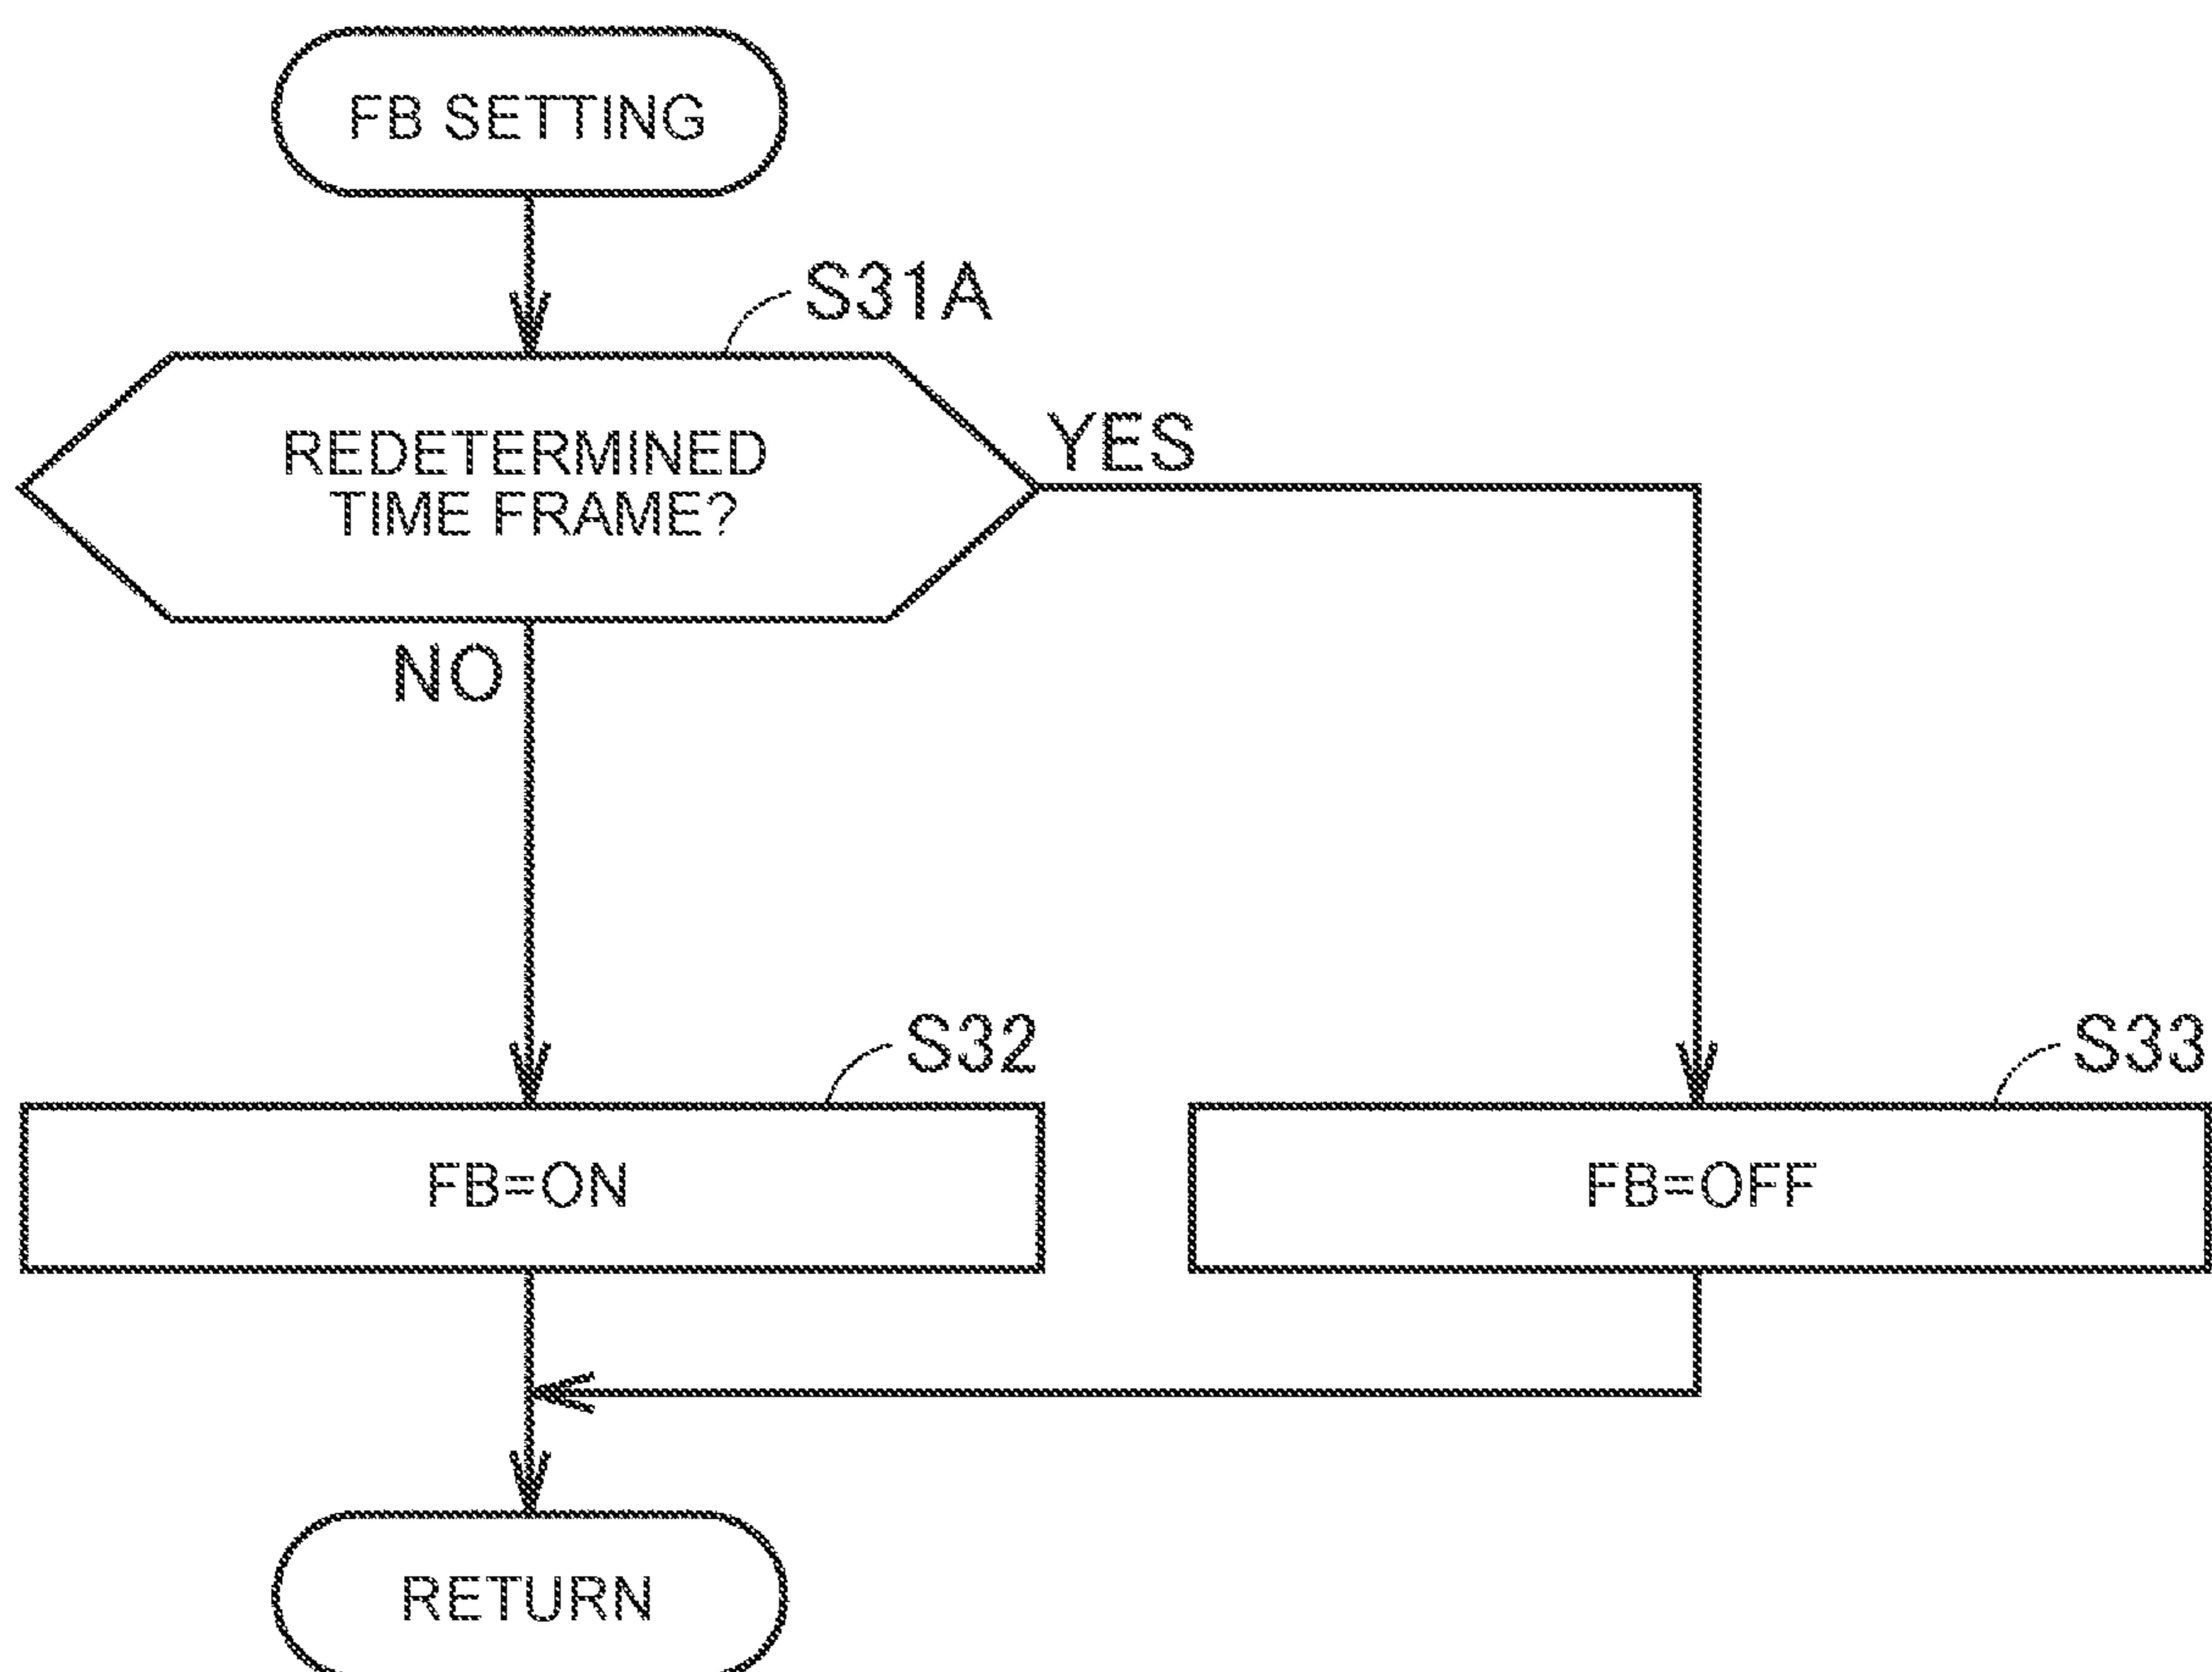 FB SETTING
S31A
REDETERMINED
TIME FRAME?
YES
NO
S32
S33
FB=ON
FB=OFF
RETURN